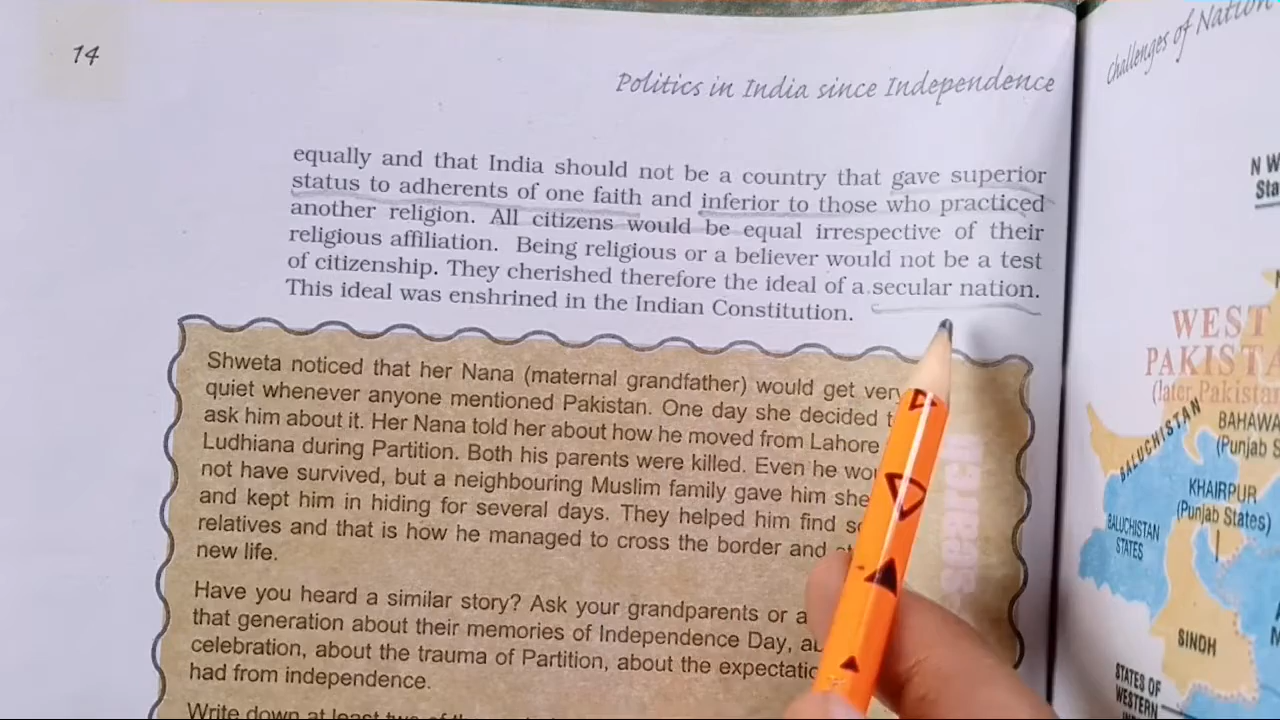 14
Politics in India since Independence
equally and that India should not be a country that gave superior
status to adherents of one faith and inferior to those who practiced
another religion. All citizens would be equal irrespective of their
religious affiliation. Being religious or a believer would not be a test
of citizenship. They cherished therefore the ideal of a secular nation.
This ideal was enshrined in the Indian Constitution.
Shweta noticed that her Nana (maternal grandfather) would get very
quiet whenever anyone mentioned Pakistan. One day she decided
ask him about it. Her Nana told her about how he moved from Lahore
Ludhiana during Partition. Both his parents were killed. Even he
not have survived, but a neighbouring Muslim family gave him
and kept him in hiding for several days. They helped him find
relatives and that is how he managed to cross the border and
new life.
Have you heard a similar story? Ask your grandparents or
that generation about their memories of Independence Day,
celebration, about the trauma of Partition, about the
had from independence.
Write down at least two of the
Challenges of Nation
N W
WEST
PAKISTA
(later Pakistan
BALUCHISTAN
BAHAWA
(Punjab S
KHAIRPUR
(Punjab States)
BALUCHISTAN
STATES
SINDH
STATES OF
WESTERN